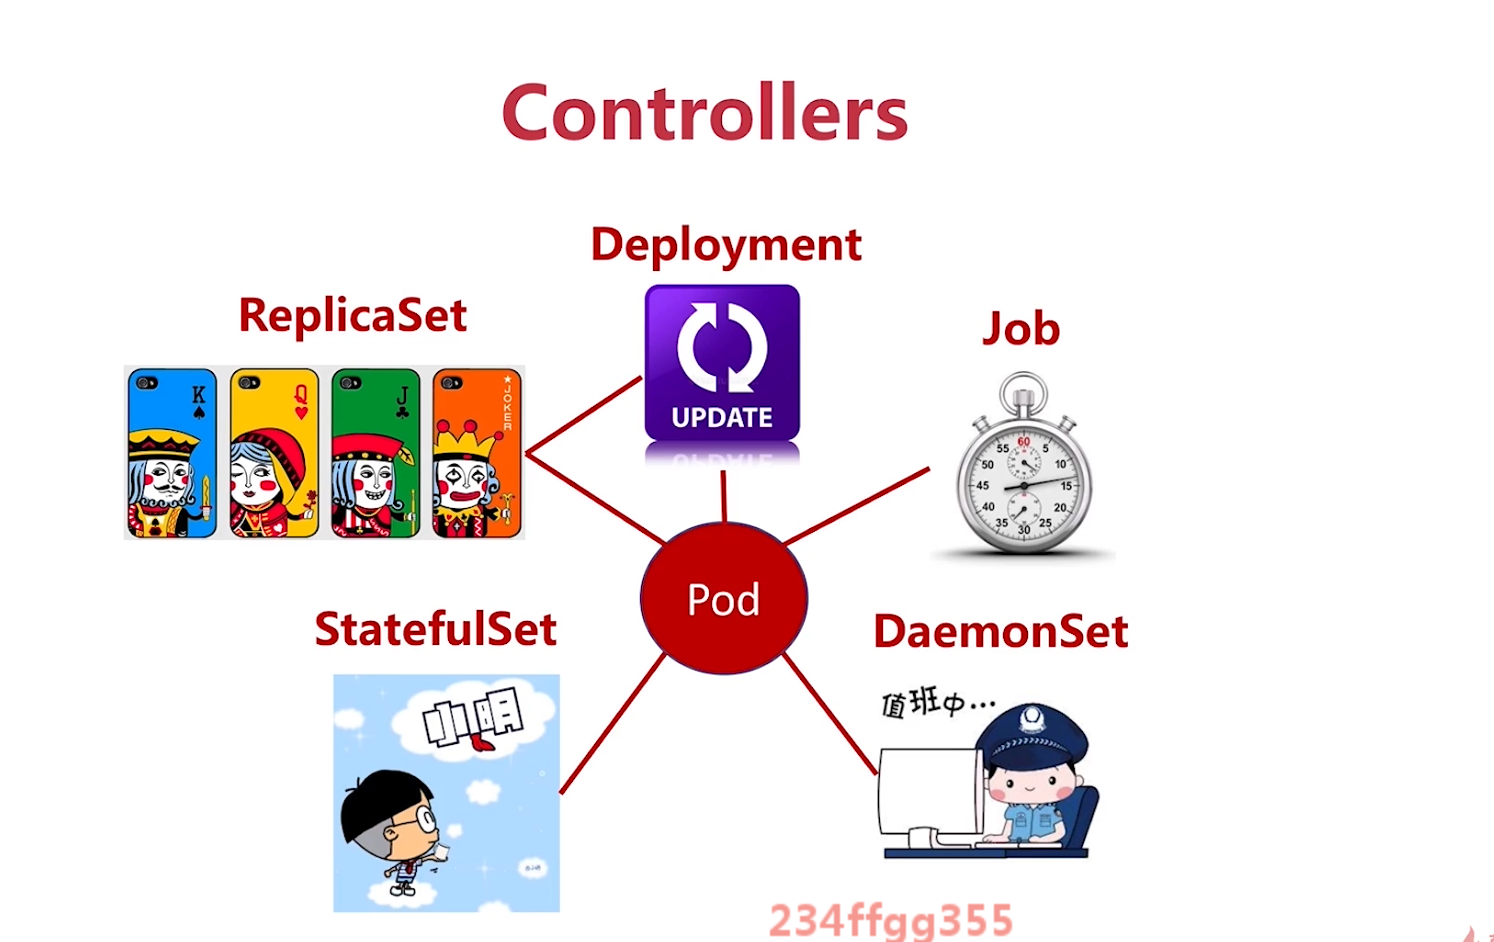 Controllers
Deployment
ReplicaSet
Job
K
Q
J
JOKER
UPDATE
60
55
5
50
10
45
15
40
20
35
25
30
Pod
StatefulSet
DaemonSet
小明
值班中...
234ffgg355